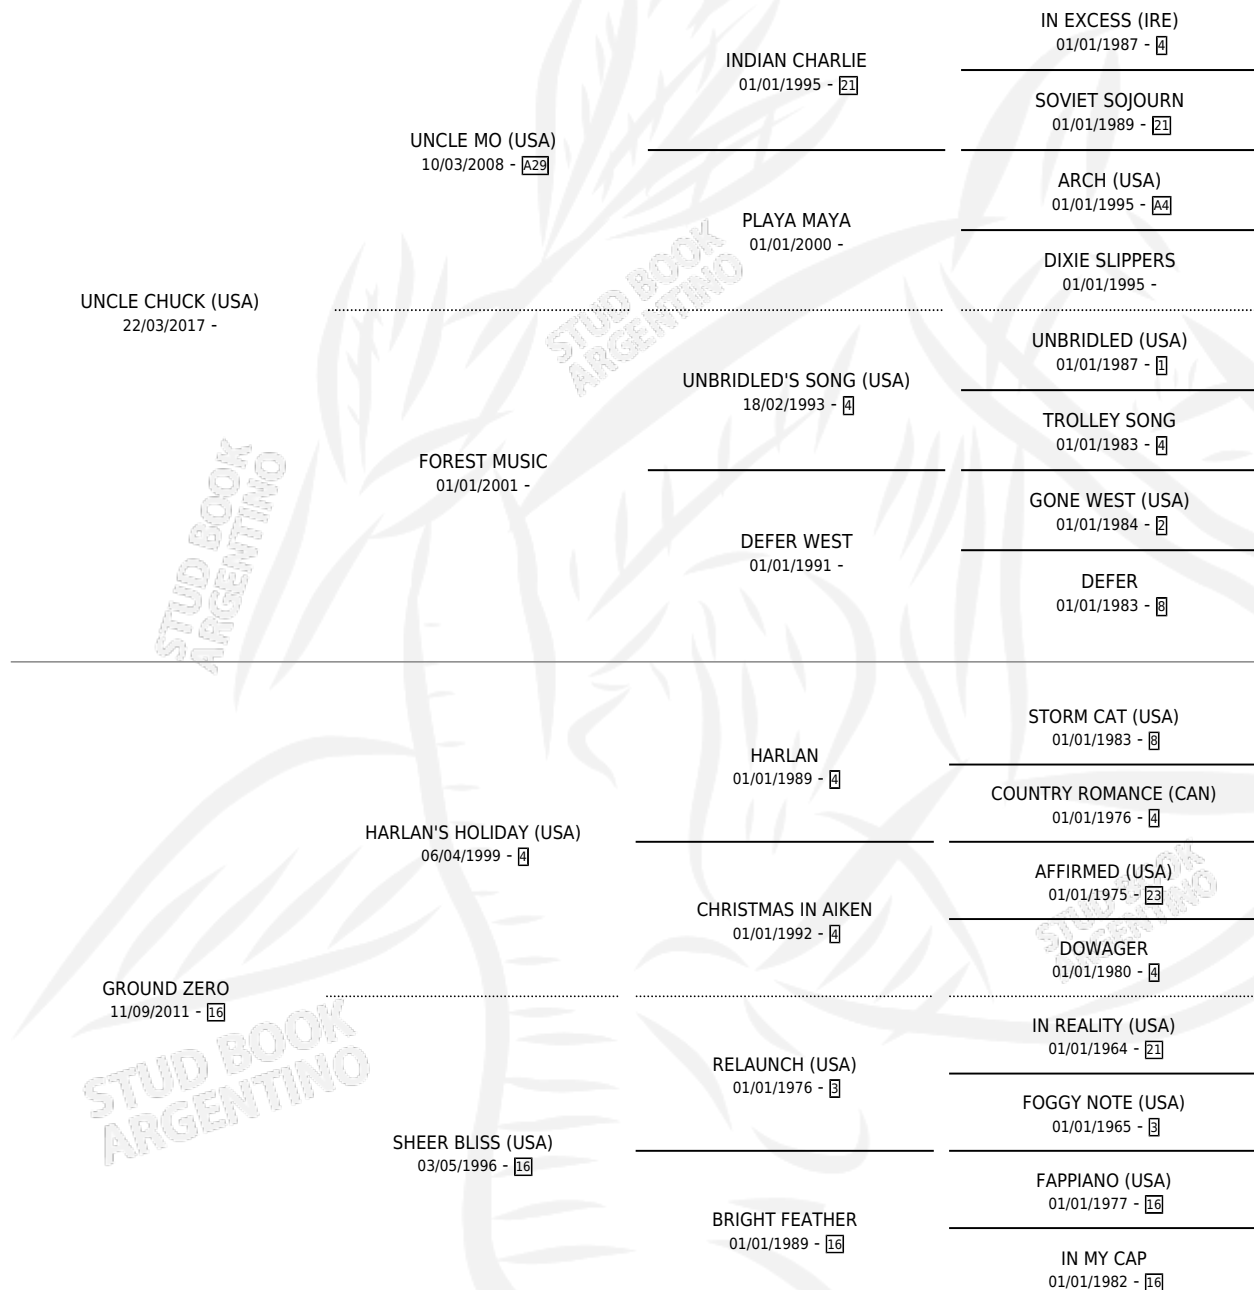 IN EXCESS (IRE)
01/01/1987 - 4
INDIAN CHARLIE
01/01/1995 - 21
SOVIET SOJOURN
01/01/1989 - 21
UNCLE MO (USA)
10/03/2008 - A29
ARCH (USA)
01/01/1995 - A4
PLAYA MAYA
01/01/2000 -
DIXIE SLIPPERS
01/01/1995 -
UNCLE CHUCK (USA)
22/03/2017 -
UNBRIDLED (USA)
01/01/1987 - 1
UNBRIDLED'S SONG (USA)
18/02/1993 - 4
TROLLEY SONG
01/01/1983 - 4
FOREST MUSIC
01/01/2001 -
GONE WEST (USA)
01/01/1984 - 2
DEFER WEST
01/01/1991 -
DEFER
01/01/1983 - 8
STORM CAT (USA)
01/01/1983 - 8
HARLAN
01/01/1989 - 4
COUNTRY ROMANCE (CAN)
01/01/1976 - 4
HARLAN'S HOLIDAY (USA)
06/04/1999 - 4
AFFIRMED (USA)
01/01/1975 - 23
CHRISTMAS IN AIKEN
01/01/1992 - 4
DOWAGER
01/01/1980 - 4
GROUND ZERO
11/09/2011 - 16
IN REALITY (USA)
01/01/1964 - 21
RELAUNCH (USA)
01/01/1976 - 3
FOGGY NOTE (USA)
01/01/1965 - 3
SHEER BLISS (USA)
03/05/1996 - 16
FAPPIANO (USA)
01/01/1977 - 16
BRIGHT FEATHER
01/01/1989 - 16
IN MY CAP
01/01/1982 - 16
STUD BOOK
ARGENTINO
STUD BOOK
ARGENTINO
STUD BOOK
ARGENTINO
STUD BOOK
ARGENTINO